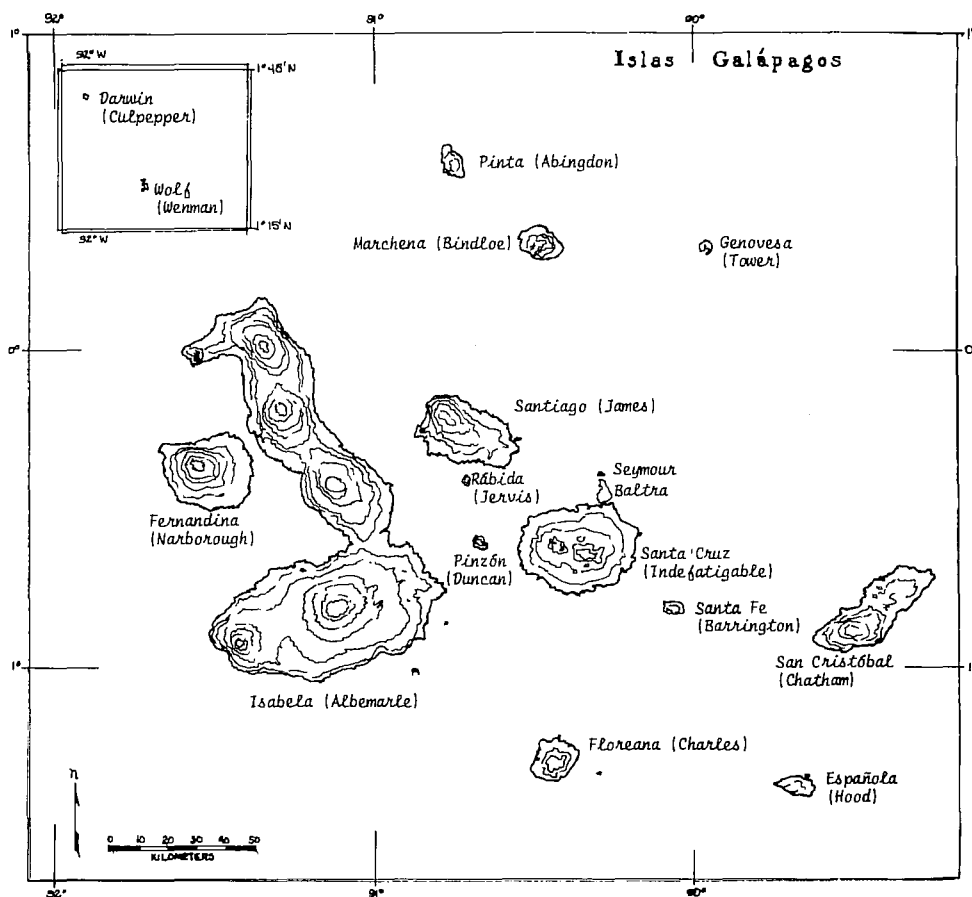 92°
91°
90°
1°
1°
Islas Galápagos
92° W
1° 45' N
Darwin
(Culpepper)
Wolf
(Wenman)
92° W
1° 15' N
Pinta (Abingdon)
Marchena (Bindloe)
Genovesa
(Tower)
0°
0°
Santiago (James)
Rábida
(Jervis)
Seymour
Baltra
Fernandina
(Narborough)
Pinzón
(Duncan)
Santa Cruz
(Indefatigable)
Santa Fe
(Barrington)
San Cristóbal
(Chatham)
1°
1°
Isabela (Albemarle)
Floreana (Charles)
Española
(Hood)
n
0 10 20 30 40 50
KILOMETERS
92°
91°
90°